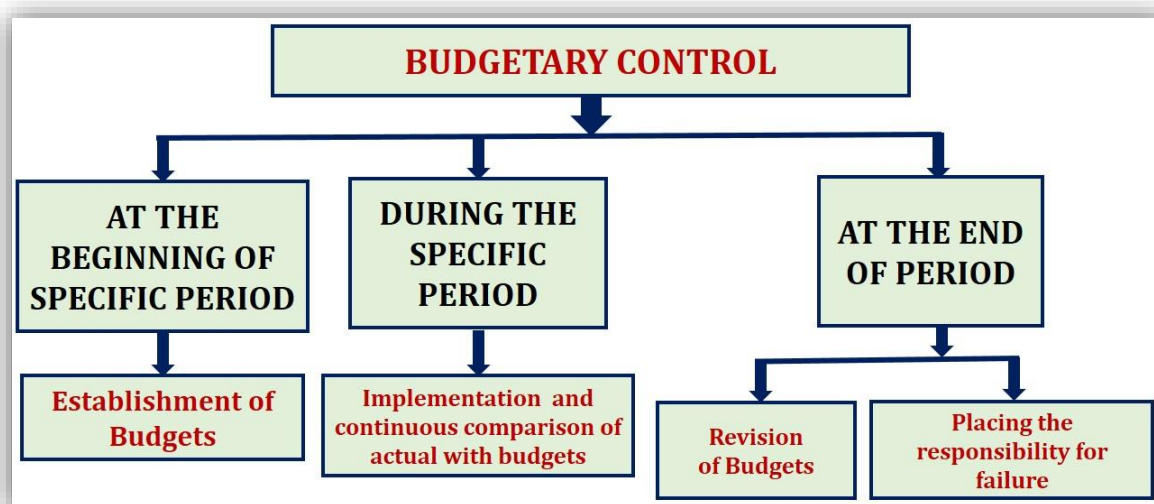 BUDGETARY CONTROL
AT THE
BEGINNING OF
SPECIFIC PERIOD
DURING THE
SPECIFIC
PERIOD
AT THE END
OF PERIOD
Establishment of
Budgets
Implementation and
continuous comparison of
actual with budgets
Revision
of Budgets
Placing the
responsibility for
failure